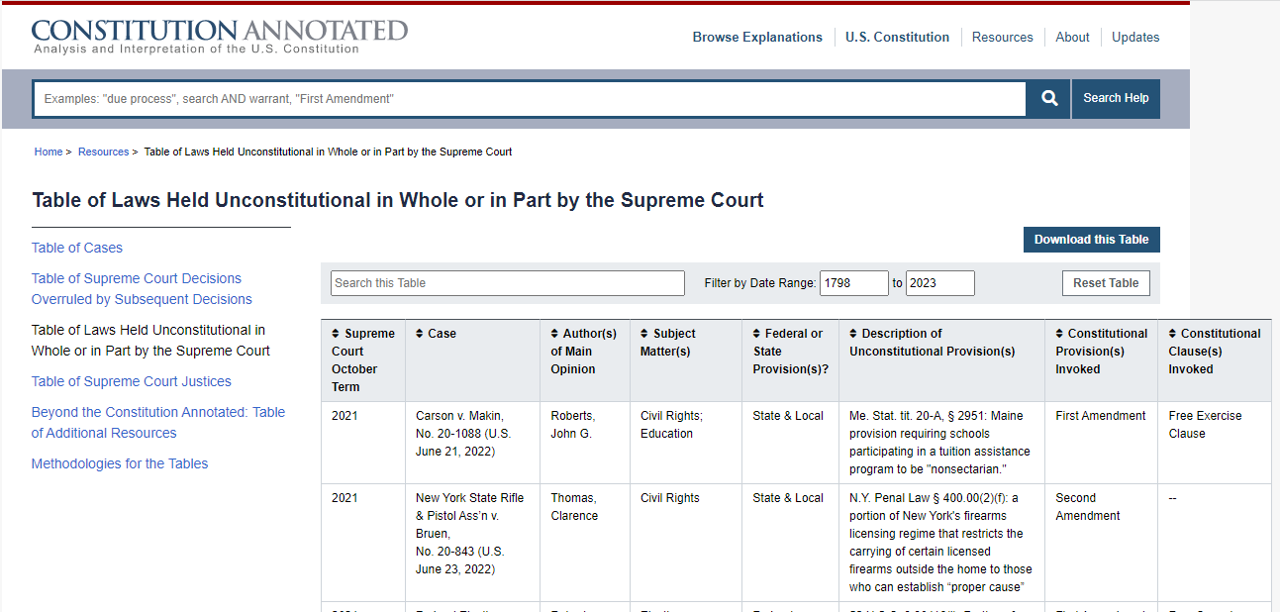 CONSTITUTION ANNOTATED
Analysis and Interpretation of the U.S. Constitution
Browse Explanations
U.S. Constitution
Resources
About
Updates
Examples: "due process", search AND warrant, "First Amendment"
Search Help
Home > Resources > Table of Laws Held Unconstitutional in Whole or in Part by the Supreme Court
Table of Laws Held Unconstitutional in Whole or in Part by the Supreme Court
Table of Cases
Table of Supreme Court Decisions
Overruled by Subsequent Decisions
Table of Laws Held Unconstitutional in
Whole or in Part by the Supreme Court
Table of Supreme Court Justices
Beyond the Constitution Annotated: Table
of Additional Resources
Methodologies for the Tables
Download this Table
Search this Table
Filter by Date Range: 1798 to 2023
Reset Table
Supreme
Court
October
Term
Case
Author(s)
of Main
Opinion
Subject
Matter(s)
Federal or
State
Provision(s)?
Description of
Unconstitutional Provision(s)
Constitutional
Provision(s)
Invoked
Constitutional
Clause(s)
Invoked
2021
Carson v. Makin,
No. 20-1088 (U.S.
June 21, 2022)
Roberts,
John G.
Civil Rights;
Education
State & Local
Me. Stat. tit. 20-A, § 2951: Maine
provision requiring schools
participating in a tuition assistance
program to be "nonsectarian."
First Amendment
Free Exercise
Clause
2021
New York State Rifle
& Pistol Ass'n v.
Bruen,
No. 20-843 (U.S.
June 23, 2022)
Thomas,
Clarence
Civil Rights
State & Local
N.Y. Penal Law § 400.00(2)(f): a
portion of New York's firearms
licensing regime that restricts the
carrying of certain licensed
firearms outside the home to those
who can establish “proper cause”
Second
Amendment
--